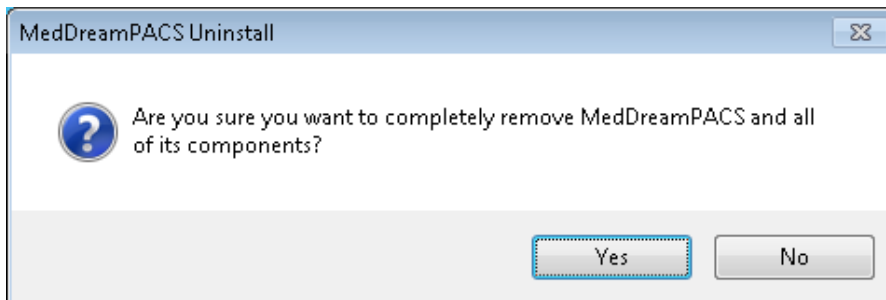 MedDreamPACS Uninstall
Are you sure you want to completely remove MedDreamPACS and all
of its components?
Yes
No